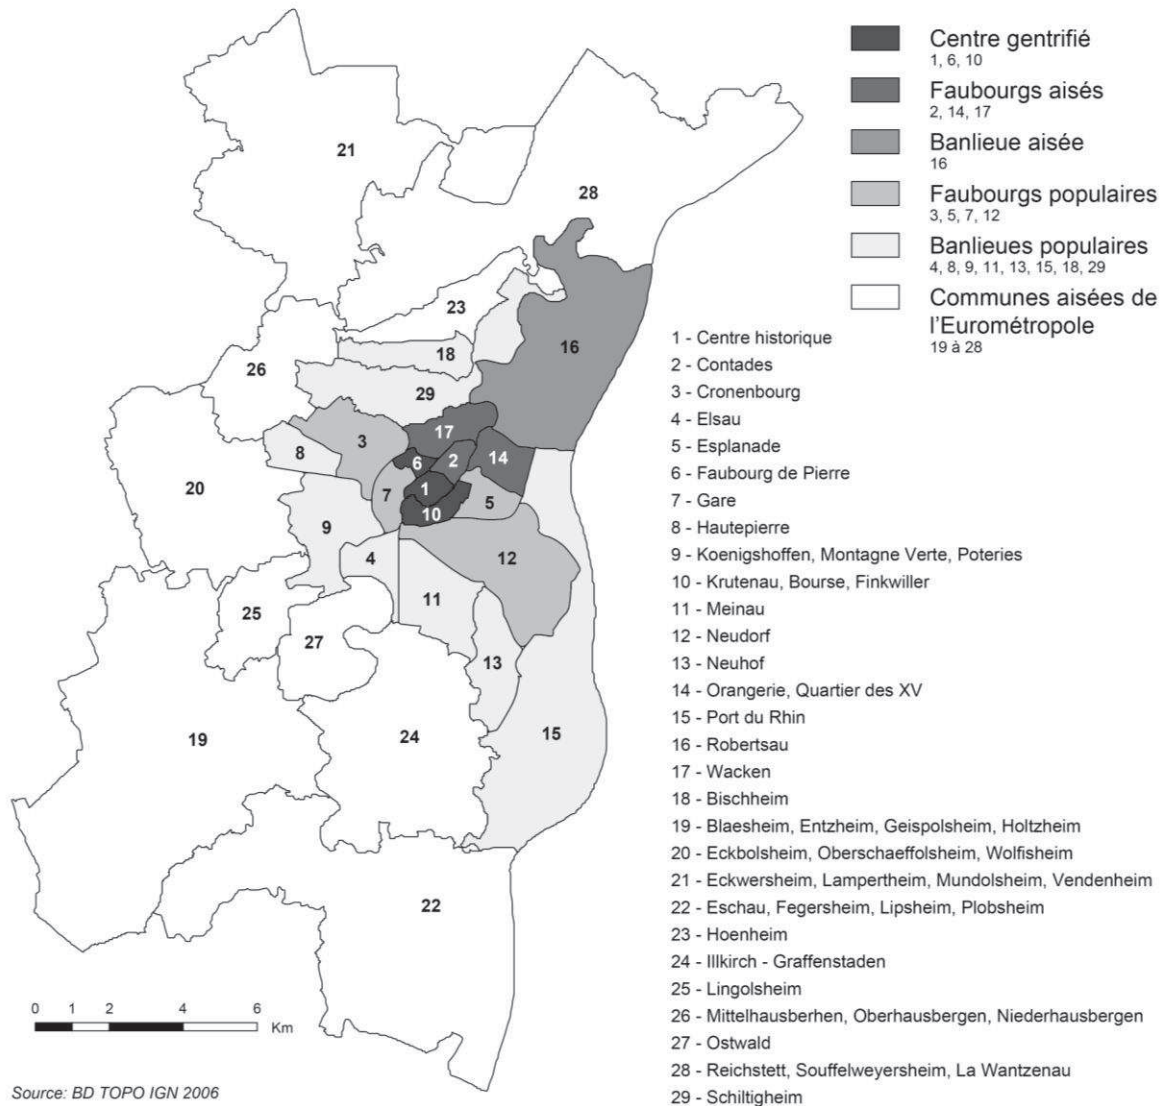 Centre gentrifié
1, 6, 10
Faubourgs aisés
2, 14, 17
Banlieue aisée
16
Faubourgs populaires
3, 5, 7, 12
Banlieues populaires
4, 8, 9, 11, 13, 15, 18, 29
Communes aisées de
l'Eurométropole
19 à 28
21
28
23
18
16
26
29
17
3
6
2
14
8
20
7
1
5
10
9
4
12
11
25
27
13
19
24
15
22
1 - Centre historique
2 - Contades
3 - Cronenbourg
4 - Elsau
5 - Esplanade
6 - Faubourg de Pierre
7 - Gare
8 - Hautepierre
9 - Koenigshoffen, Montagne Verte, Poteries
10 - Krutenau, Bourse, Finkwiller
11 - Meinau
12 - Neudorf
13 - Neuhof
14 - Orangerie, Quartier des XV
15 - Port du Rhin
16 - Robertsau
17 - Wacken
18 - Bischheim
19 - Blaesheim, Entzheim, Geispolsheim, Holtzheim
20 - Eckbolsheim, Oberschaeffolsheim, Wolfisheim
21 - Eckwersheim, Lampertheim, Mundolsheim, Vendenheim
22 - Eschau, Fegersheim, Lipsheim, Plobsheim
23 - Hoenheim
24 - Illkirch - Graffenstaden
25 - Lingolsheim
26 - Mittelhausberhen, Oberhausbergen, Niederhausbergen
27 - Ostwald
28 - Reichstett, Souffelweyersheim, La Wantzenau
29 - Schiltigheim
0 1 2 4 6
Km
Source: BD TOPO IGN 2006